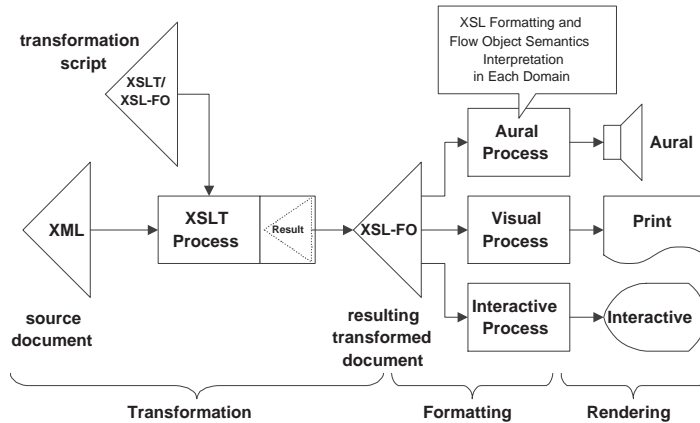 transformation
script
XSLT/
XSL-FO
XSL Formatting and
Flow Object Semantics
Interpretation
in Each Domain
Aural
Process
Aural
XML
XSLT
Process
Result
XSL-FO
Visual
Process
Print
source
document
resulting
transformed
document
Interactive
Process
Interactive
Transformation
Formatting
Rendering